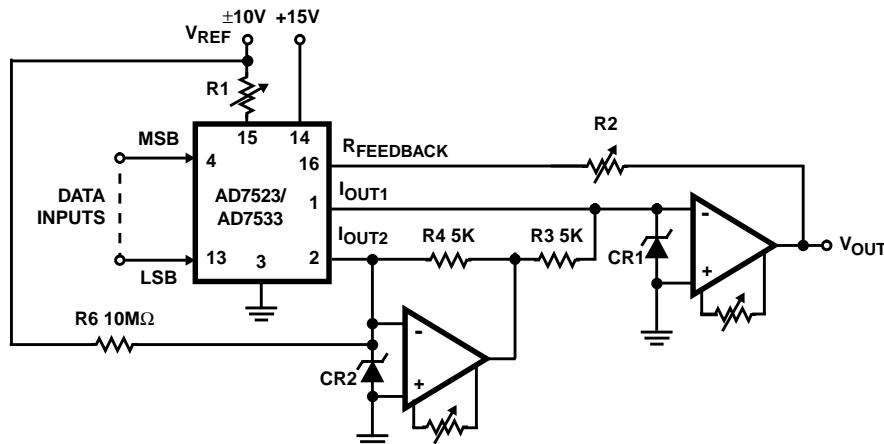 ±10V
+15V
V_REF
R1
15
14
MSB
4
16
R_FEEDBACK
R2
DATA
INPUTS
AD7523/
AD7533
1
I_OUT1
LSB
13
3
2
I_OUT2
R4 5K
R3 5K
CR1
-
+
V_OUT
R6 10MΩ
CR2
-
+